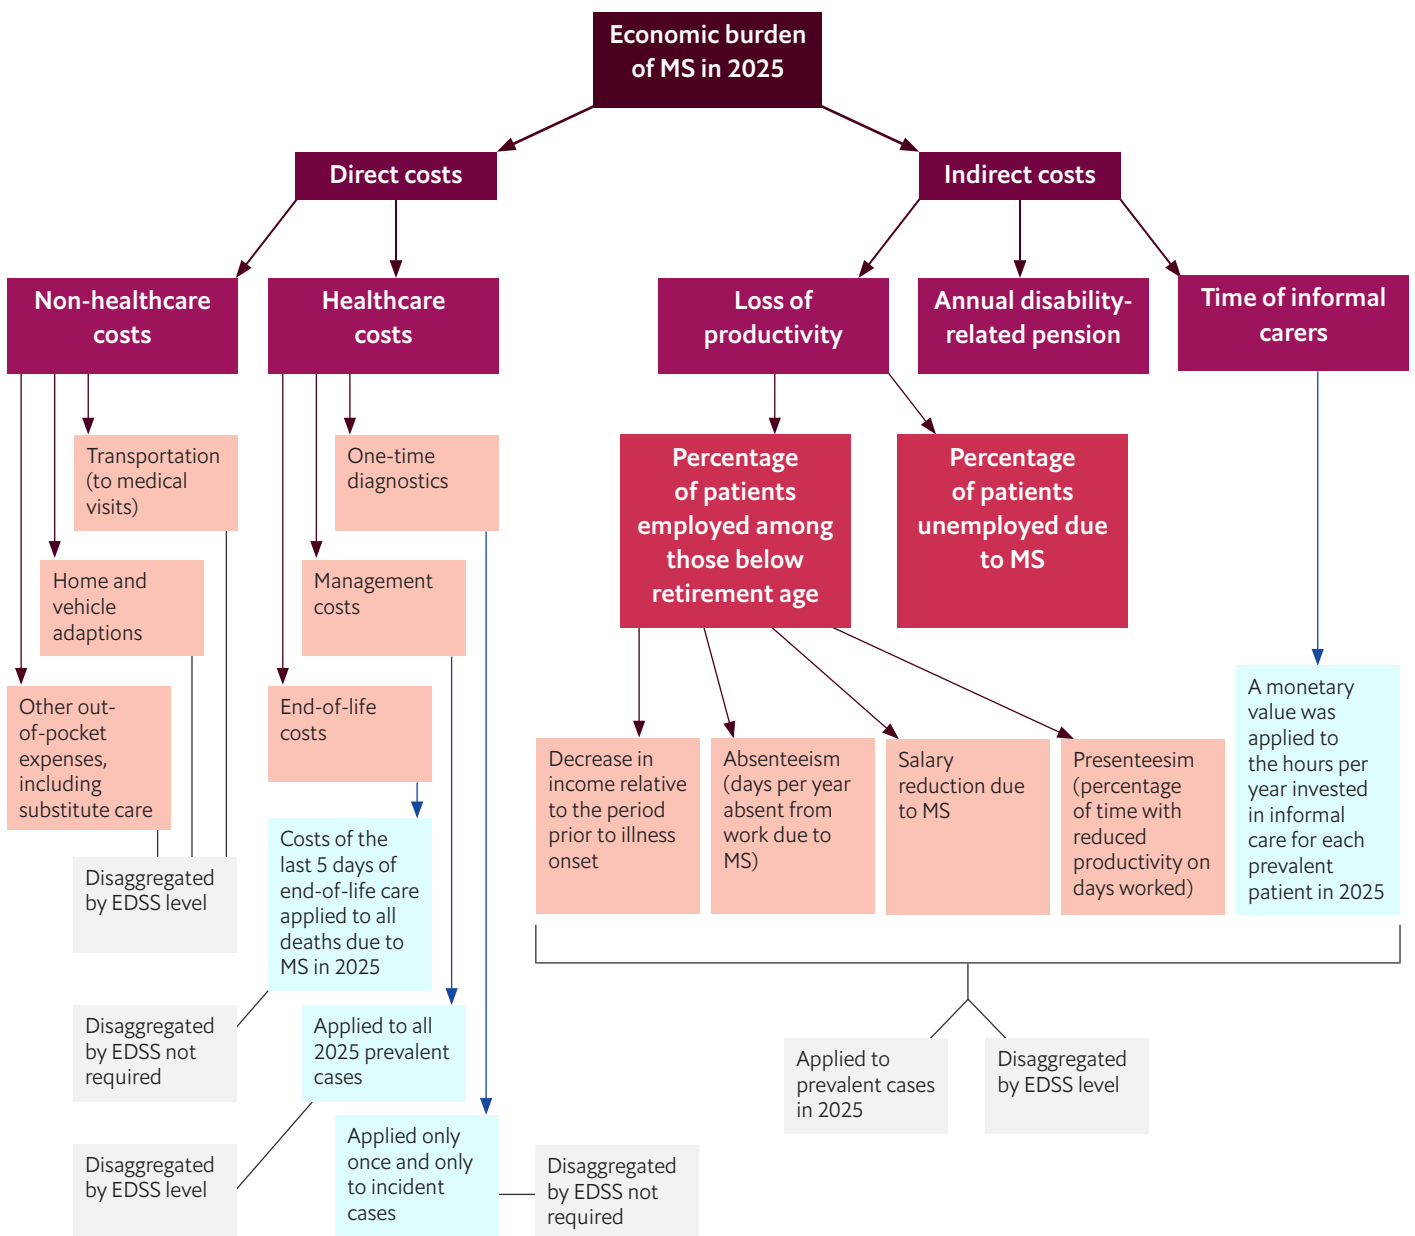 Economic burden
of MS in 2025
Direct costs
Indirect costs
Non-healthcare
costs
Healthcare
costs
Loss of
productivity
Annual disability-
related pension
Time of informal
carers
Transportation
(to medical
visits)
Home and
vehicle
adaptions
Other out-
of-pocket
expenses,
including
substitute care
Disaggregated
by EDSS level
One-time
diagnostics
Management
costs
End-of-life
costs
Costs of the
last 5 days of
end-of-life care
applied to all
deaths due to
MS in 2025
Disaggregated
by EDSS not
required
Applied to all
2025 prevalent
cases
Disaggregated
by EDSS level
Applied only
once and only
to incident
cases
Disaggregated
by EDSS not
required
Percentage
of patients
employed among
those below
retirement age
Percentage
of patients
unemployed due
to MS
Decrease in
income relative
to the period
prior to illness
onset
Absenteeism
(days per year
absent from
work due to
MS)
Salary
reduction due
to MS
Presenteesim
(percentage
of time with
reduced
productivity on
days worked)
A monetary
value was
applied to
the hours per
year invested
in informal
care for each
prevalent
patient in 2025
Applied to
prevalent cases
in 2025
Disaggregated
by EDSS level